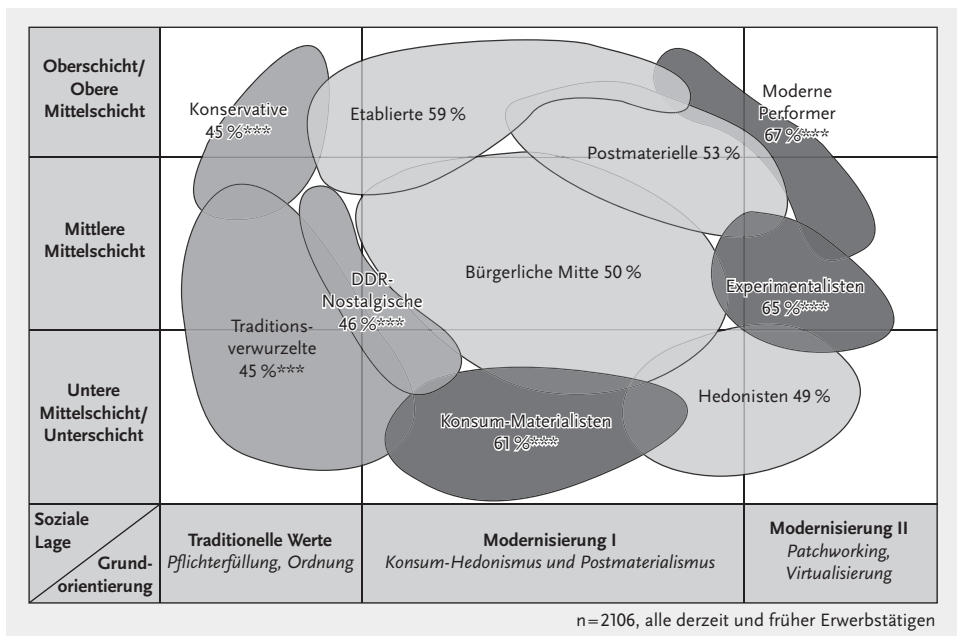 Oberschicht/
Obere
Mittelschicht
Mittlere
Mittelschicht
Untere
Mittelschicht/
Unterschicht
Konservative
45 %***
Etablierte 59 %
Moderne
Performer
67 %***
Postmaterielle 53 %
Bürgerliche Mitte 50 %
DDR-
Nostalgische
46 %***
Experimentalisten
65 %***
Traditions-
verwurzelte
45 %***
Hedonisten 49 %
Konsum-Materialisten
61 %***
Soziale
Lage
Grund-
orientierung
Traditionelle Werte
Pflichterfüllung, Ordnung
Modernisierung I
Konsum-Hedonismus und Postmaterialismus
Modernisierung II
Patchworking,
Virtualisierung
n=2106, alle derzeit und früher Erwerbstätigen